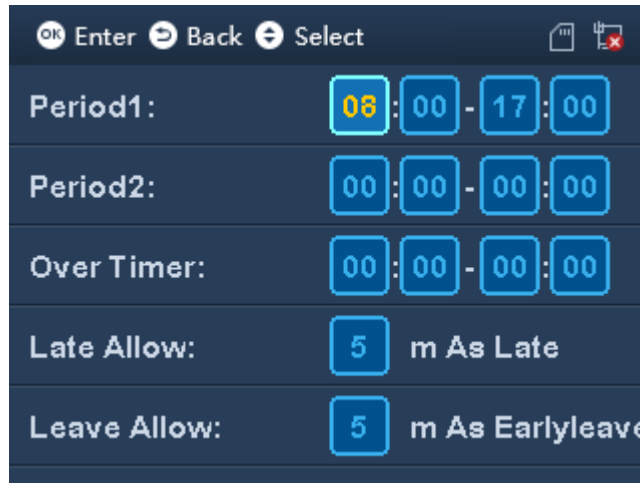 OK Enter Back Select
Period1: 08:00-17:00
Period2: 00:00-00:00
Over Timer: 00:00-00:00
Late Allow: 5 m As Late
Leave Allow: 5 m As Earlyleave